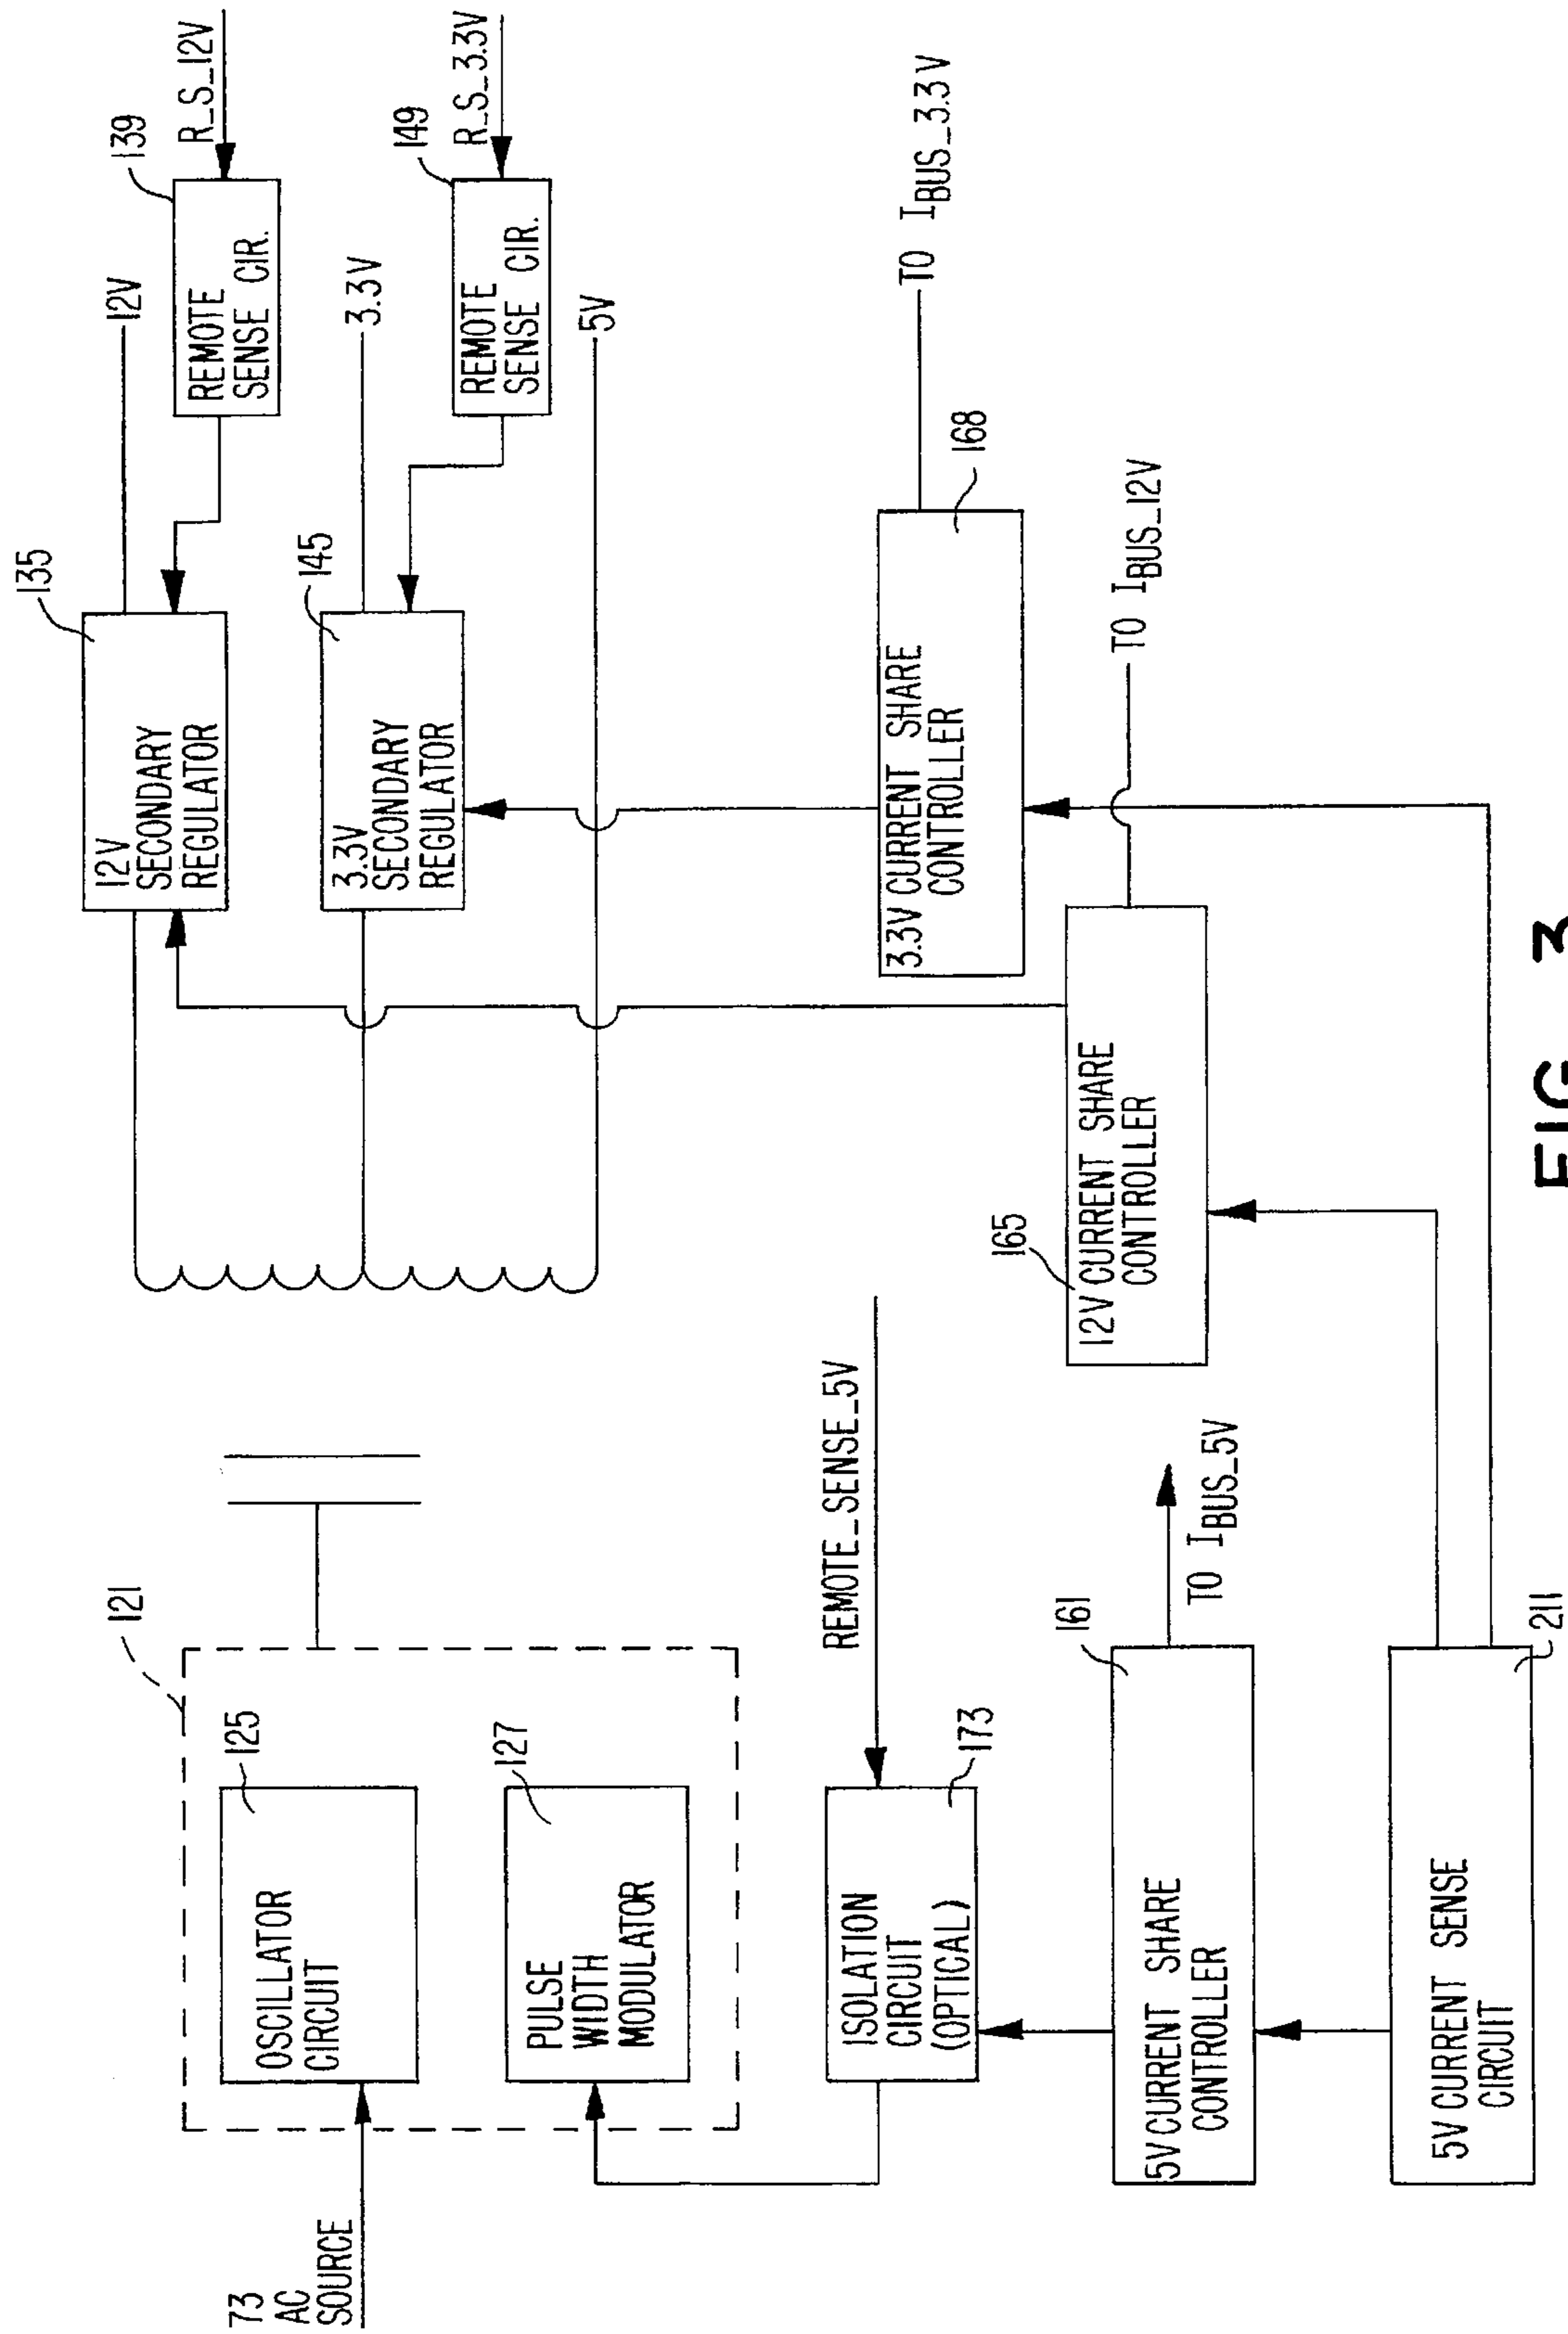 73
AC
SOURCE
121
OSCILLATOR
CIRCUIT
125
PULSE
WIDTH
MODULATOR
127
12V
SECONDARY
REGULATOR
135
12V
REMOTE
SENSE CIR.
139
R_S_12V
3.3V
SECONDARY
REGULATOR
145
3.3V
REMOTE
SENSE CIR.
149
R_S_3.3V
5V
ISOLATION
CIRCUIT
(OPTICAL)
173
REMOTE_SENSE_5V
3.3V CURRENT SHARE
CONTROLLER
168
TO IBUS_3.3V
5V CURRENT SHARE
CONTROLLER
161
TO IBUS_5V
165
12V CURRENT SHARE
CONTROLLER
TO IBUS_12V
5V CURRENT SENSE
CIRCUIT
211
FIG. 3